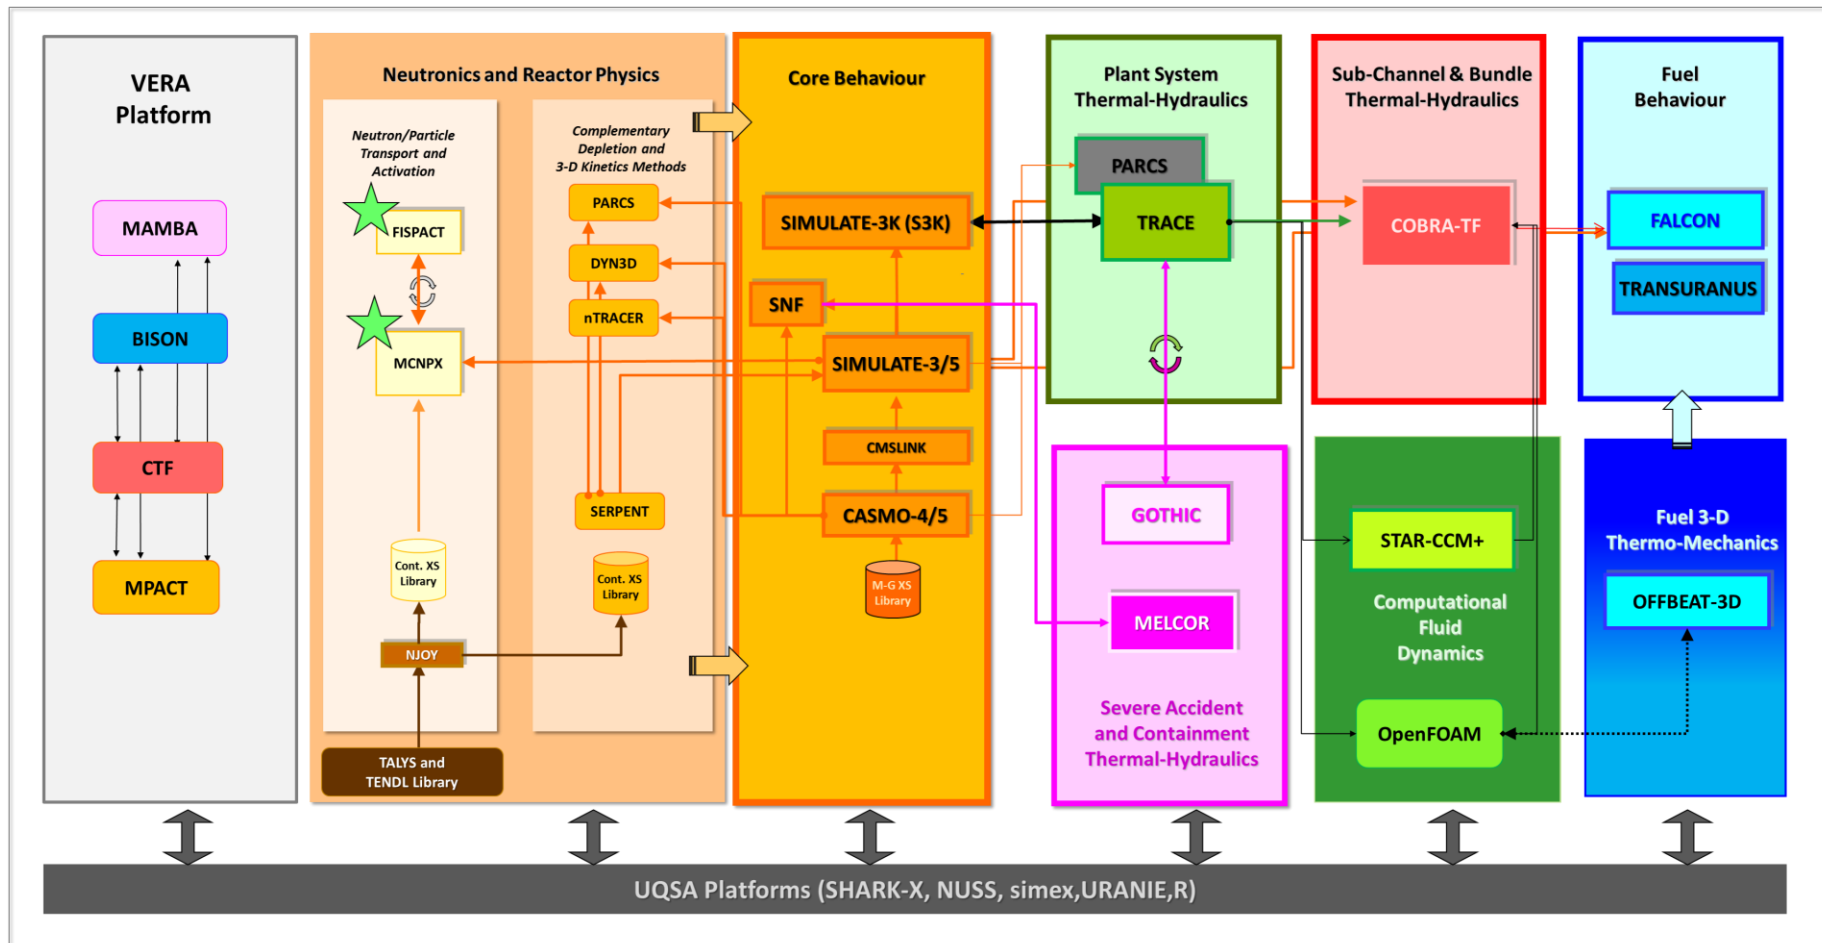 VERA
Platform
MAMBA
BISON
CTF
MPACT
Neutronics and Reactor Physics
Neutron/Particle
Transport and
Activation
FISPACT
MCNPX
Cont. XS
Library
NJOY
TALYS and
TENDL Library
Complementary
Depletion and
3-D Kinetics Methods
PARCS
DYN3D
nTRACER
SERPENT
Cont. XS
Library
Core Behaviour
SIMULATE-3K (S3K)
SNF
SIMULATE-3/5
CMSLINK
CASMO-4/5
M-G XS
Library
Plant System
Thermal-Hydraulics
PARCS
TRACE
GOTHIC
MELCOR
Severe Accident
and Containment
Thermal-Hydraulics
Sub-Channel & Bundle
Thermal-Hydraulics
COBRA-TF
STAR-CCM+
Computational
Fluid
Dynamics
OpenFOAM
Fuel
Behaviour
FALCON
TRANSURANUS
Fuel 3-D
Thermo-Mechanics
OFFBEAT-3D
UQSA Platforms (SHARK-X, NUSS, simex,URANIE,R)